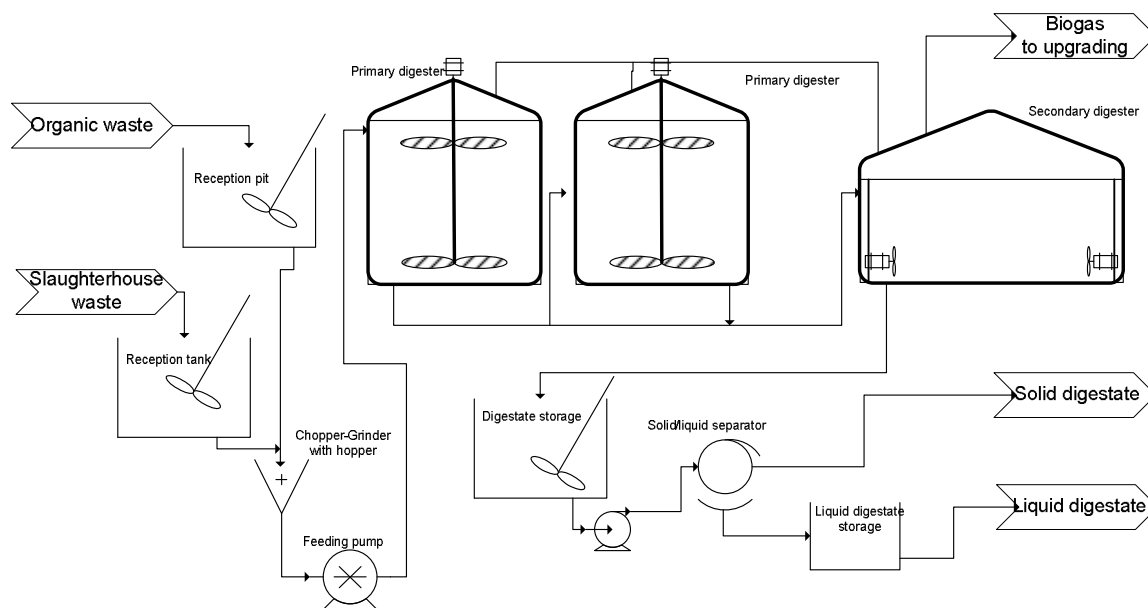 Biogas
to upgrading
Primary digester
Primary digester
Secondary digester
Organic waste
Reception pit
Slaughterhouse
waste
Reception tank
Chopper-Grinder
with hopper
Digestate storage
Solid/liquid separator
Solid digestate
Liquid digestate
storage
Liquid digestate
Feeding pump